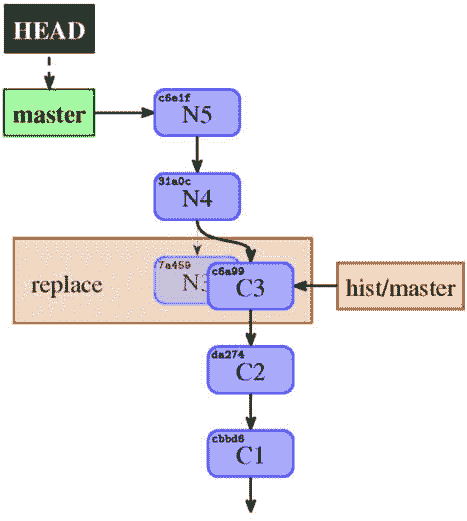 HEAD
master
c6e1f
N5
31a0c
N4
replace
7a459
N3
c6a99
C3
hist/master
da274
C2
cbbd6
C1